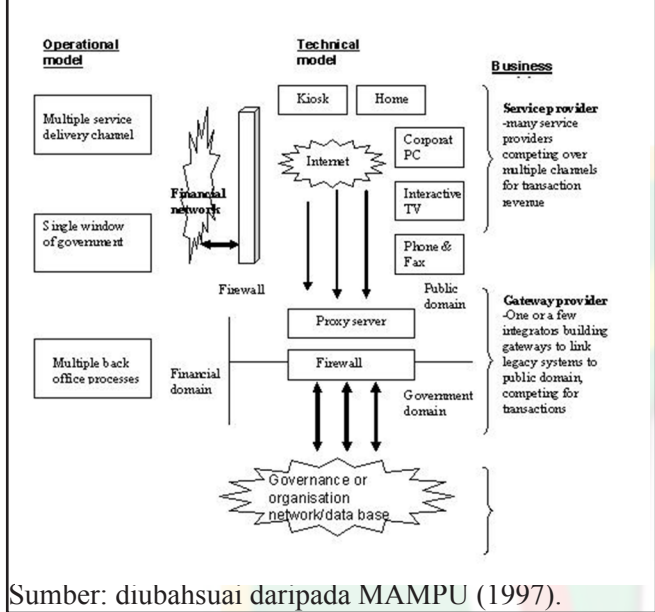 Operational
model
Multiple service
delivery channel
Single window
of government
Multiple back
office processes
Technical
model
Kiosk
Home
Internet
Corporat
PC
Interactive
TV
Phone &
Fax
Financial
network
Firewall
Public
domain
Proxy server
Firewall
Financial
domain
Government
domain
Governance or
organisation
network/data base
Business
Service provider
-many service
providers
competing over
multiple channels
for transaction
revenue
Gateway provider
-One or a few
integrators building
gateways to link
legacy systems to
public domain,
competing for
transactions
Sumber: diubahsuai daripada MAMPU (1997).